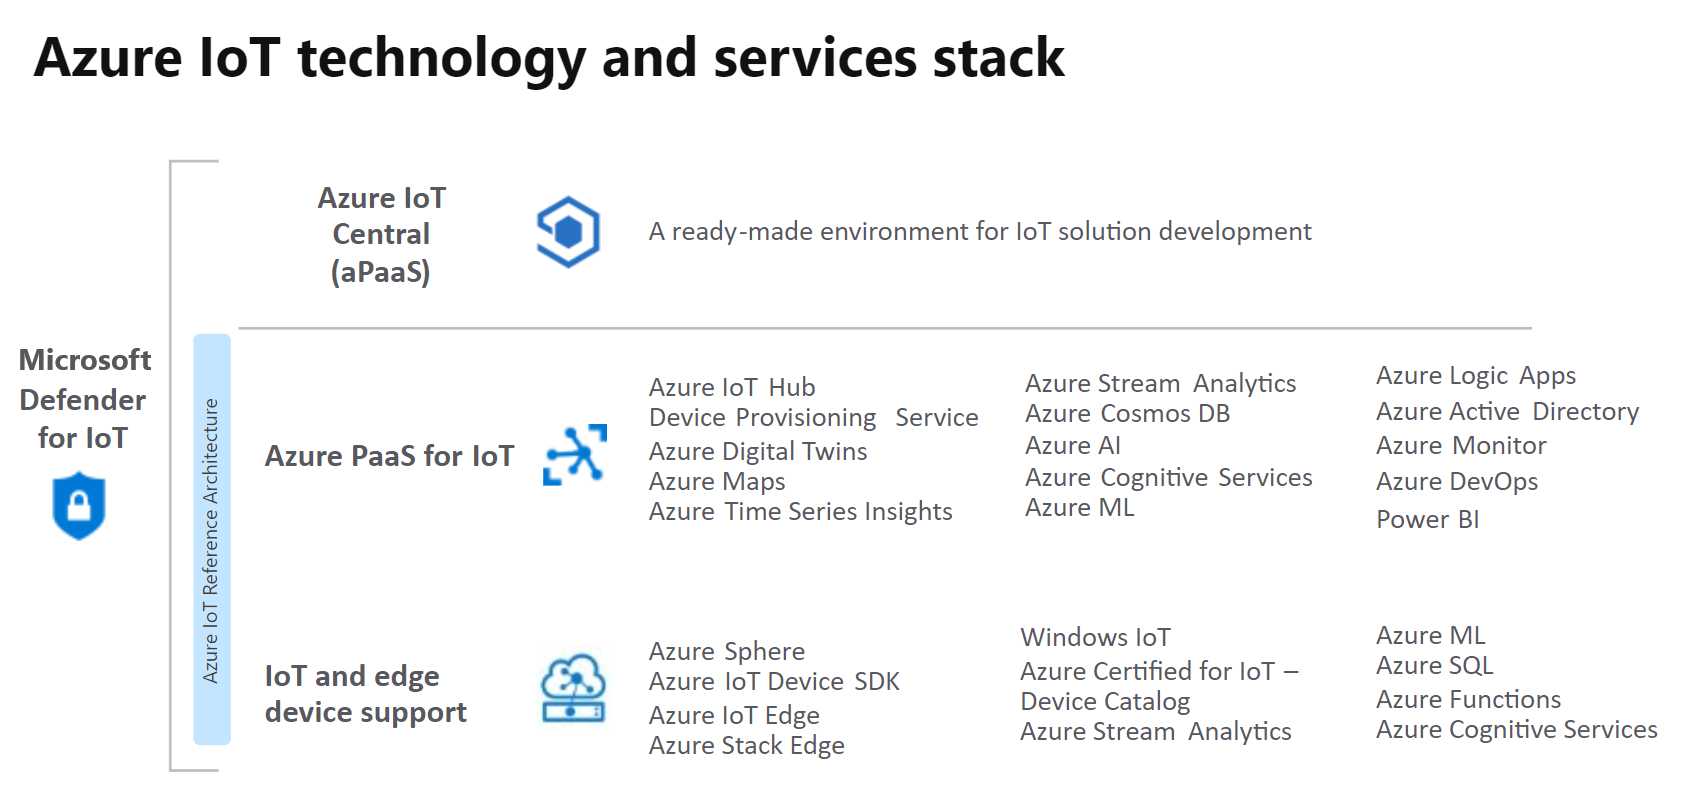 Azure IoT technology and services stack
Microsoft
Defender
for IoT
Azure IoT Reference Architecture
Azure IoT
Central
(aPaaS)
A ready-made environment for IoT solution development
Azure PaaS for IoT
Azure IoT Hub
Device Provisioning Service
Azure Digital Twins
Azure Maps
Azure Time Series Insights
Azure Stream Analytics
Azure Cosmos DB
Azure AI
Azure Cognitive Services
Azure ML
Azure Logic Apps
Azure Active Directory
Azure Monitor
Azure DevOps
Power BI
IoT and edge
device support
Azure Sphere
Azure IoT Device SDK
Azure IoT Edge
Azure Stack Edge
Windows IoT
Azure Certified for IoT –
Device Catalog
Azure Stream Analytics
Azure ML
Azure SQL
Azure Functions
Azure Cognitive Services